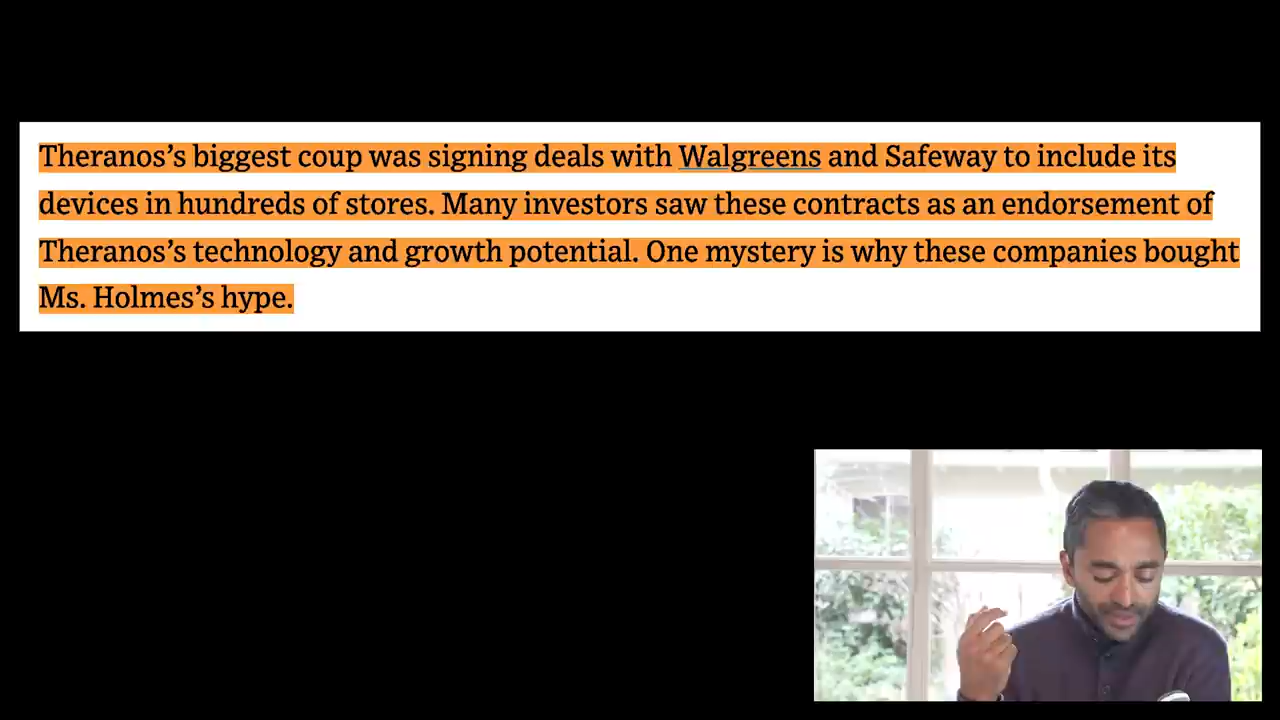 Theranos’s biggest coup was signing deals with Walgreens and Safeway to include its
devices in hundreds of stores. Many investors saw these contracts as an endorsement of
Theranos’s technology and growth potential. One mystery is why these companies bought
Ms. Holmes’s hype.